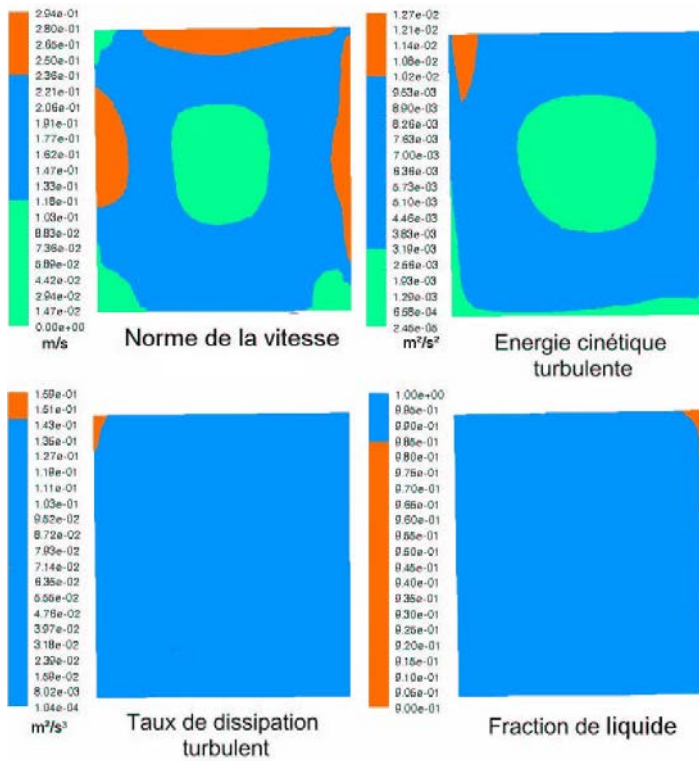 2.94e-01
2.80e-01
2.65e-01
2.50e-01
2.36e-01
2.21e-01
2.06e-01
1.91e-01
1.77e-01
1.62e-01
1.47e-01
1.33e-01
1.18e-01
1.03e-01
8.83e-02
7.36e-02
5.89e-02
4.42e-02
2.94e-02
1.47e-02
0.00e+00
m/s
Norme de la vitesse
1.27e-02
1.21e-02
1.14e-02
1.08e-02
1.02e-02
9.53e-03
8.90e-03
8.26e-03
7.63e-03
7.00e-03
6.36e-03
5.73e-03
5.10e-03
4.46e-03
3.83e-03
3.19e-03
2.56e-03
1.93e-03
1.29e-03
6.58e-04
2.45e-05
m²/s²
Energie cinétique
turbulente
1.59e-01
1.51e-01
1.43e-01
1.35e-01
1.27e-01
1.19e-01
1.11e-01
1.03e-01
9.52e-02
8.72e-02
7.93e-02
7.14e-02
6.35e-02
5.55e-02
4.76e-02
3.97e-02
3.18e-02
2.39e-02
1.59e-02
8.02e-03
1.04e-04
m²/s³
Taux de dissipation
turbulent
1.00e+00
9.95e-01
9.90e-01
9.85e-01
9.80e-01
9.75e-01
9.70e-01
9.65e-01
9.60e-01
9.55e-01
9.50e-01
9.45e-01
9.40e-01
9.35e-01
9.30e-01
9.25e-01
9.20e-01
9.15e-01
9.10e-01
9.05e-01
9.00e-01
Fraction de liquide